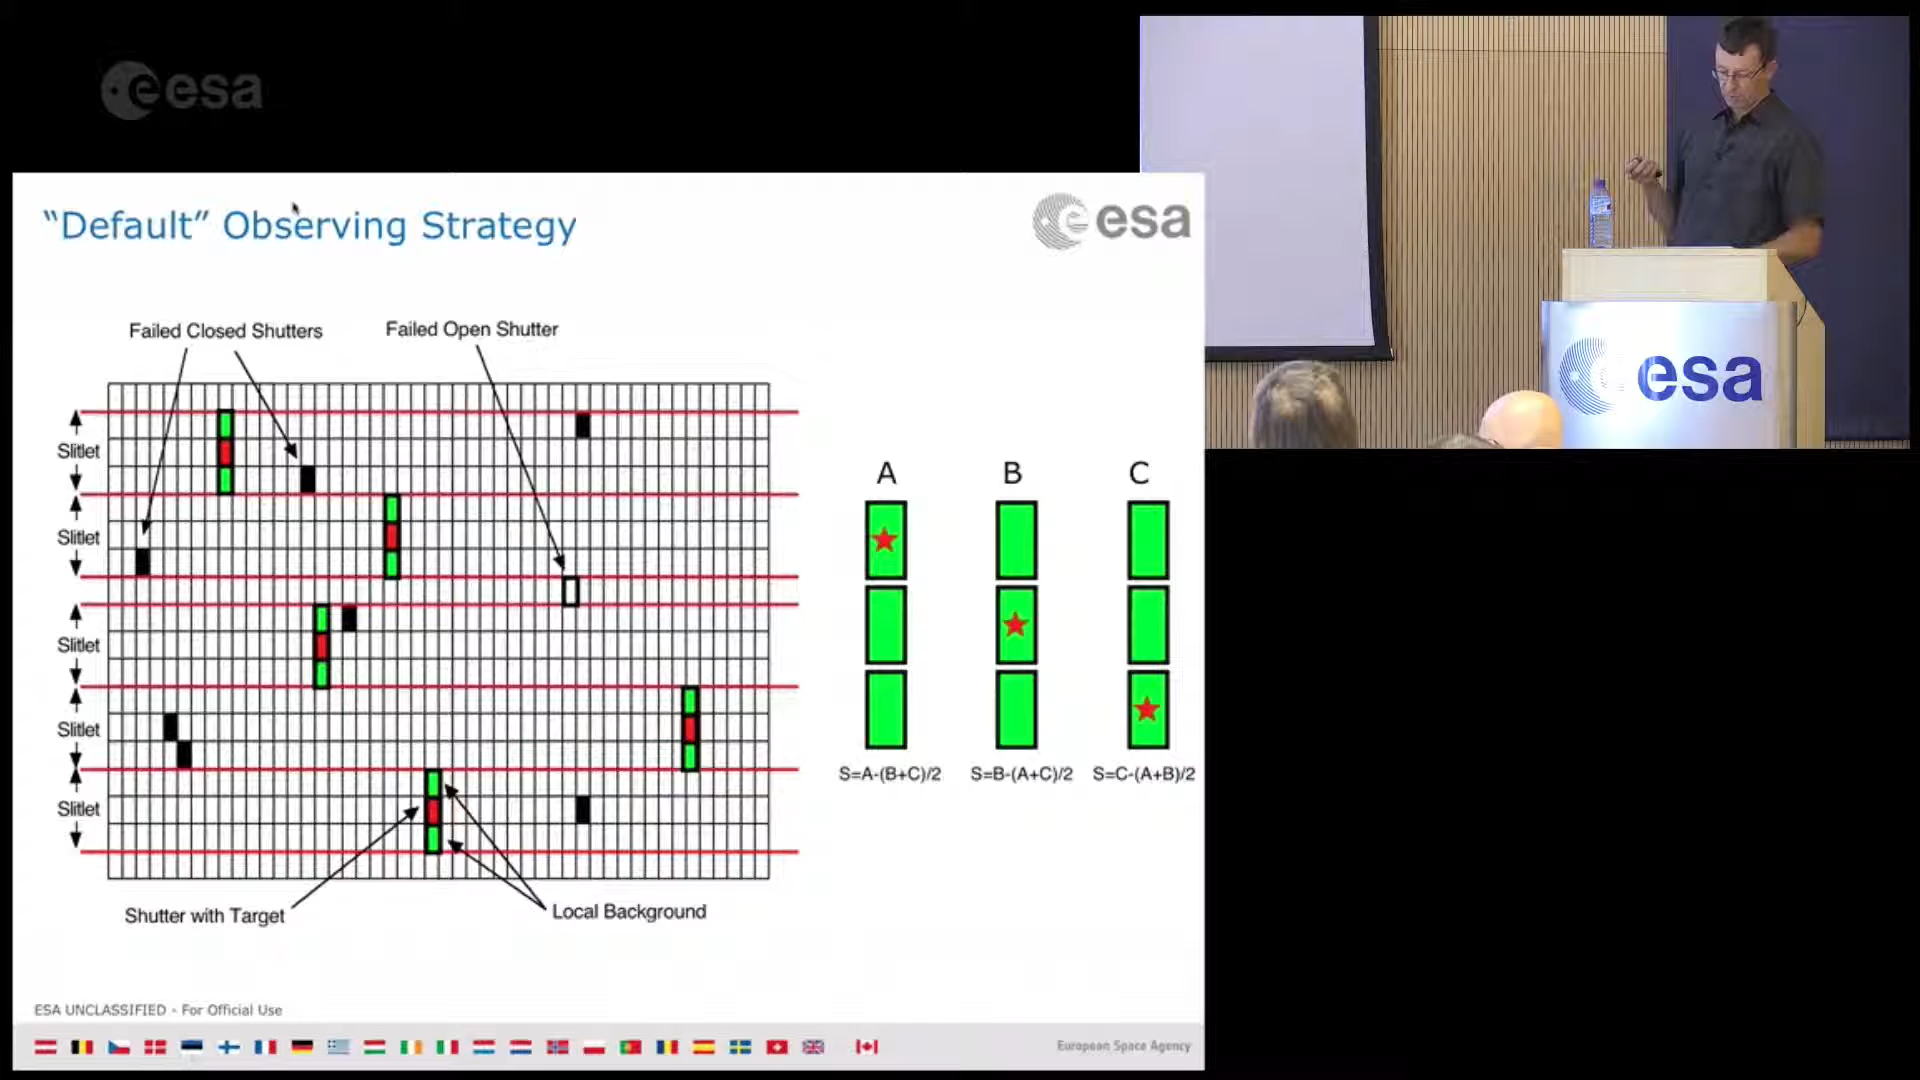 esa
"Default" Observing Strategy
esa
Failed Closed Shutters
Failed Open Shutter
Slitlet
Slitlet
Slitlet
Slitlet
Slitlet
Shutter with Target
Local Background
A B C
S=A-(B+C)/2 S=B-(A+C)/2 S=C-(A+B)/2
ESA UNCLASSIFIED - For Official Use
European Space Agency
esa